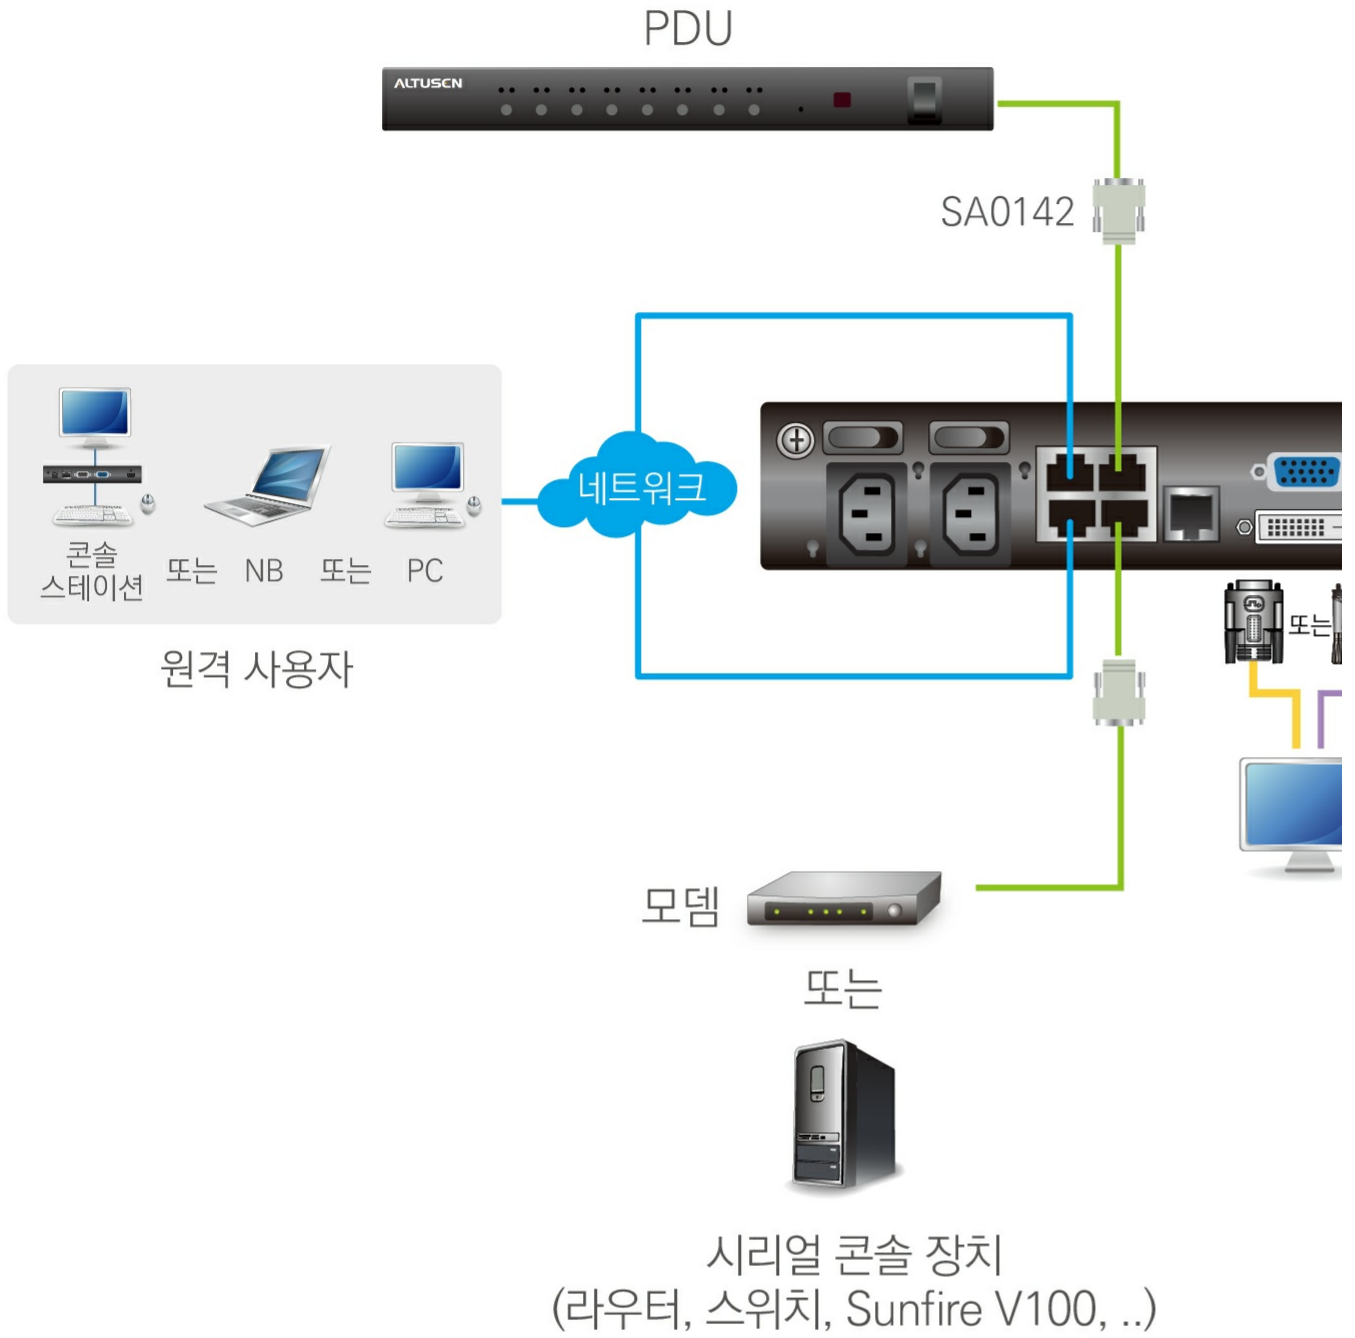 PDU
ALTUSEN
SA0142
네트워크
콘솔
스테이션
또는
NB
또는
PC
원격 사용자
또는
모뎀
또는
시리얼 콘솔 장치
(라우터, 스위치, Sunfire V100, ..)